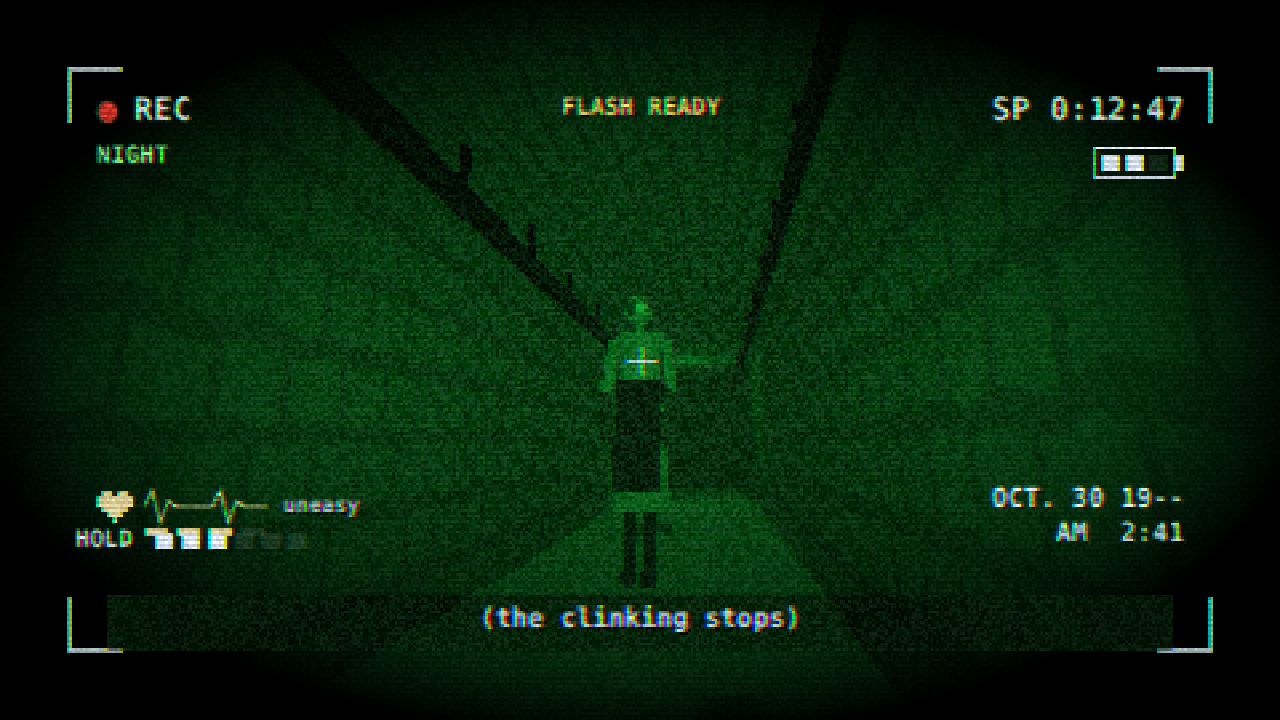 REC
FLASH READY
SP 0:12:47
NIGHT
uneasy
HOLD
OCT. 30 19--
AM 2:41
(the clinking stops)